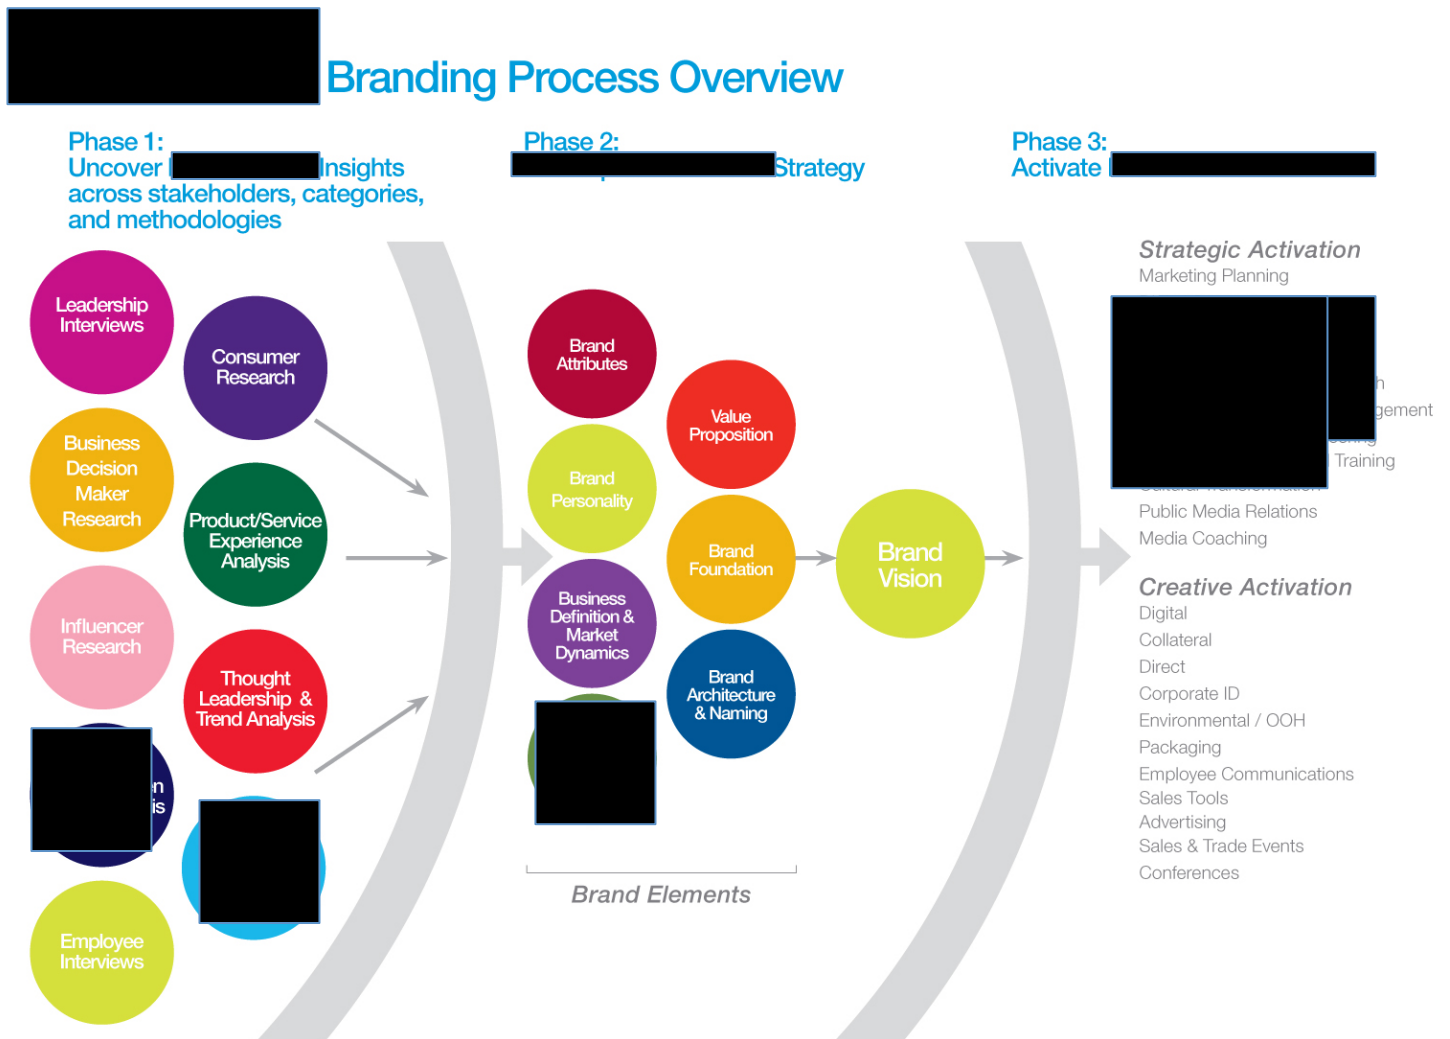 Branding Process Overview
Phase 1:
Uncover Insights
across stakeholders, categories,
and methodologies
Phase 2:
Strategy
Phase 3:
Activate
Leadership
Interviews
Consumer
Research
Business
Decision
Maker
Research
Product/Service
Experience
Analysis
Influencer
Research
Thought
Leadership &
Trend Analysis
Employee
Interviews
Brand
Attributes
Value
Proposition
Brand
Personality
Brand
Foundation
Business
Definition &
Market
Dynamics
Brand
Architecture
& Naming
Brand Elements
Brand
Vision
Strategic Activation
Marketing Planning
Training
Cultural Transformation
Public Media Relations
Media Coaching
Creative Activation
Digital
Collateral
Direct
Corporate ID
Environmental / OOH
Packaging
Employee Communications
Sales Tools
Advertising
Sales & Trade Events
Conferences